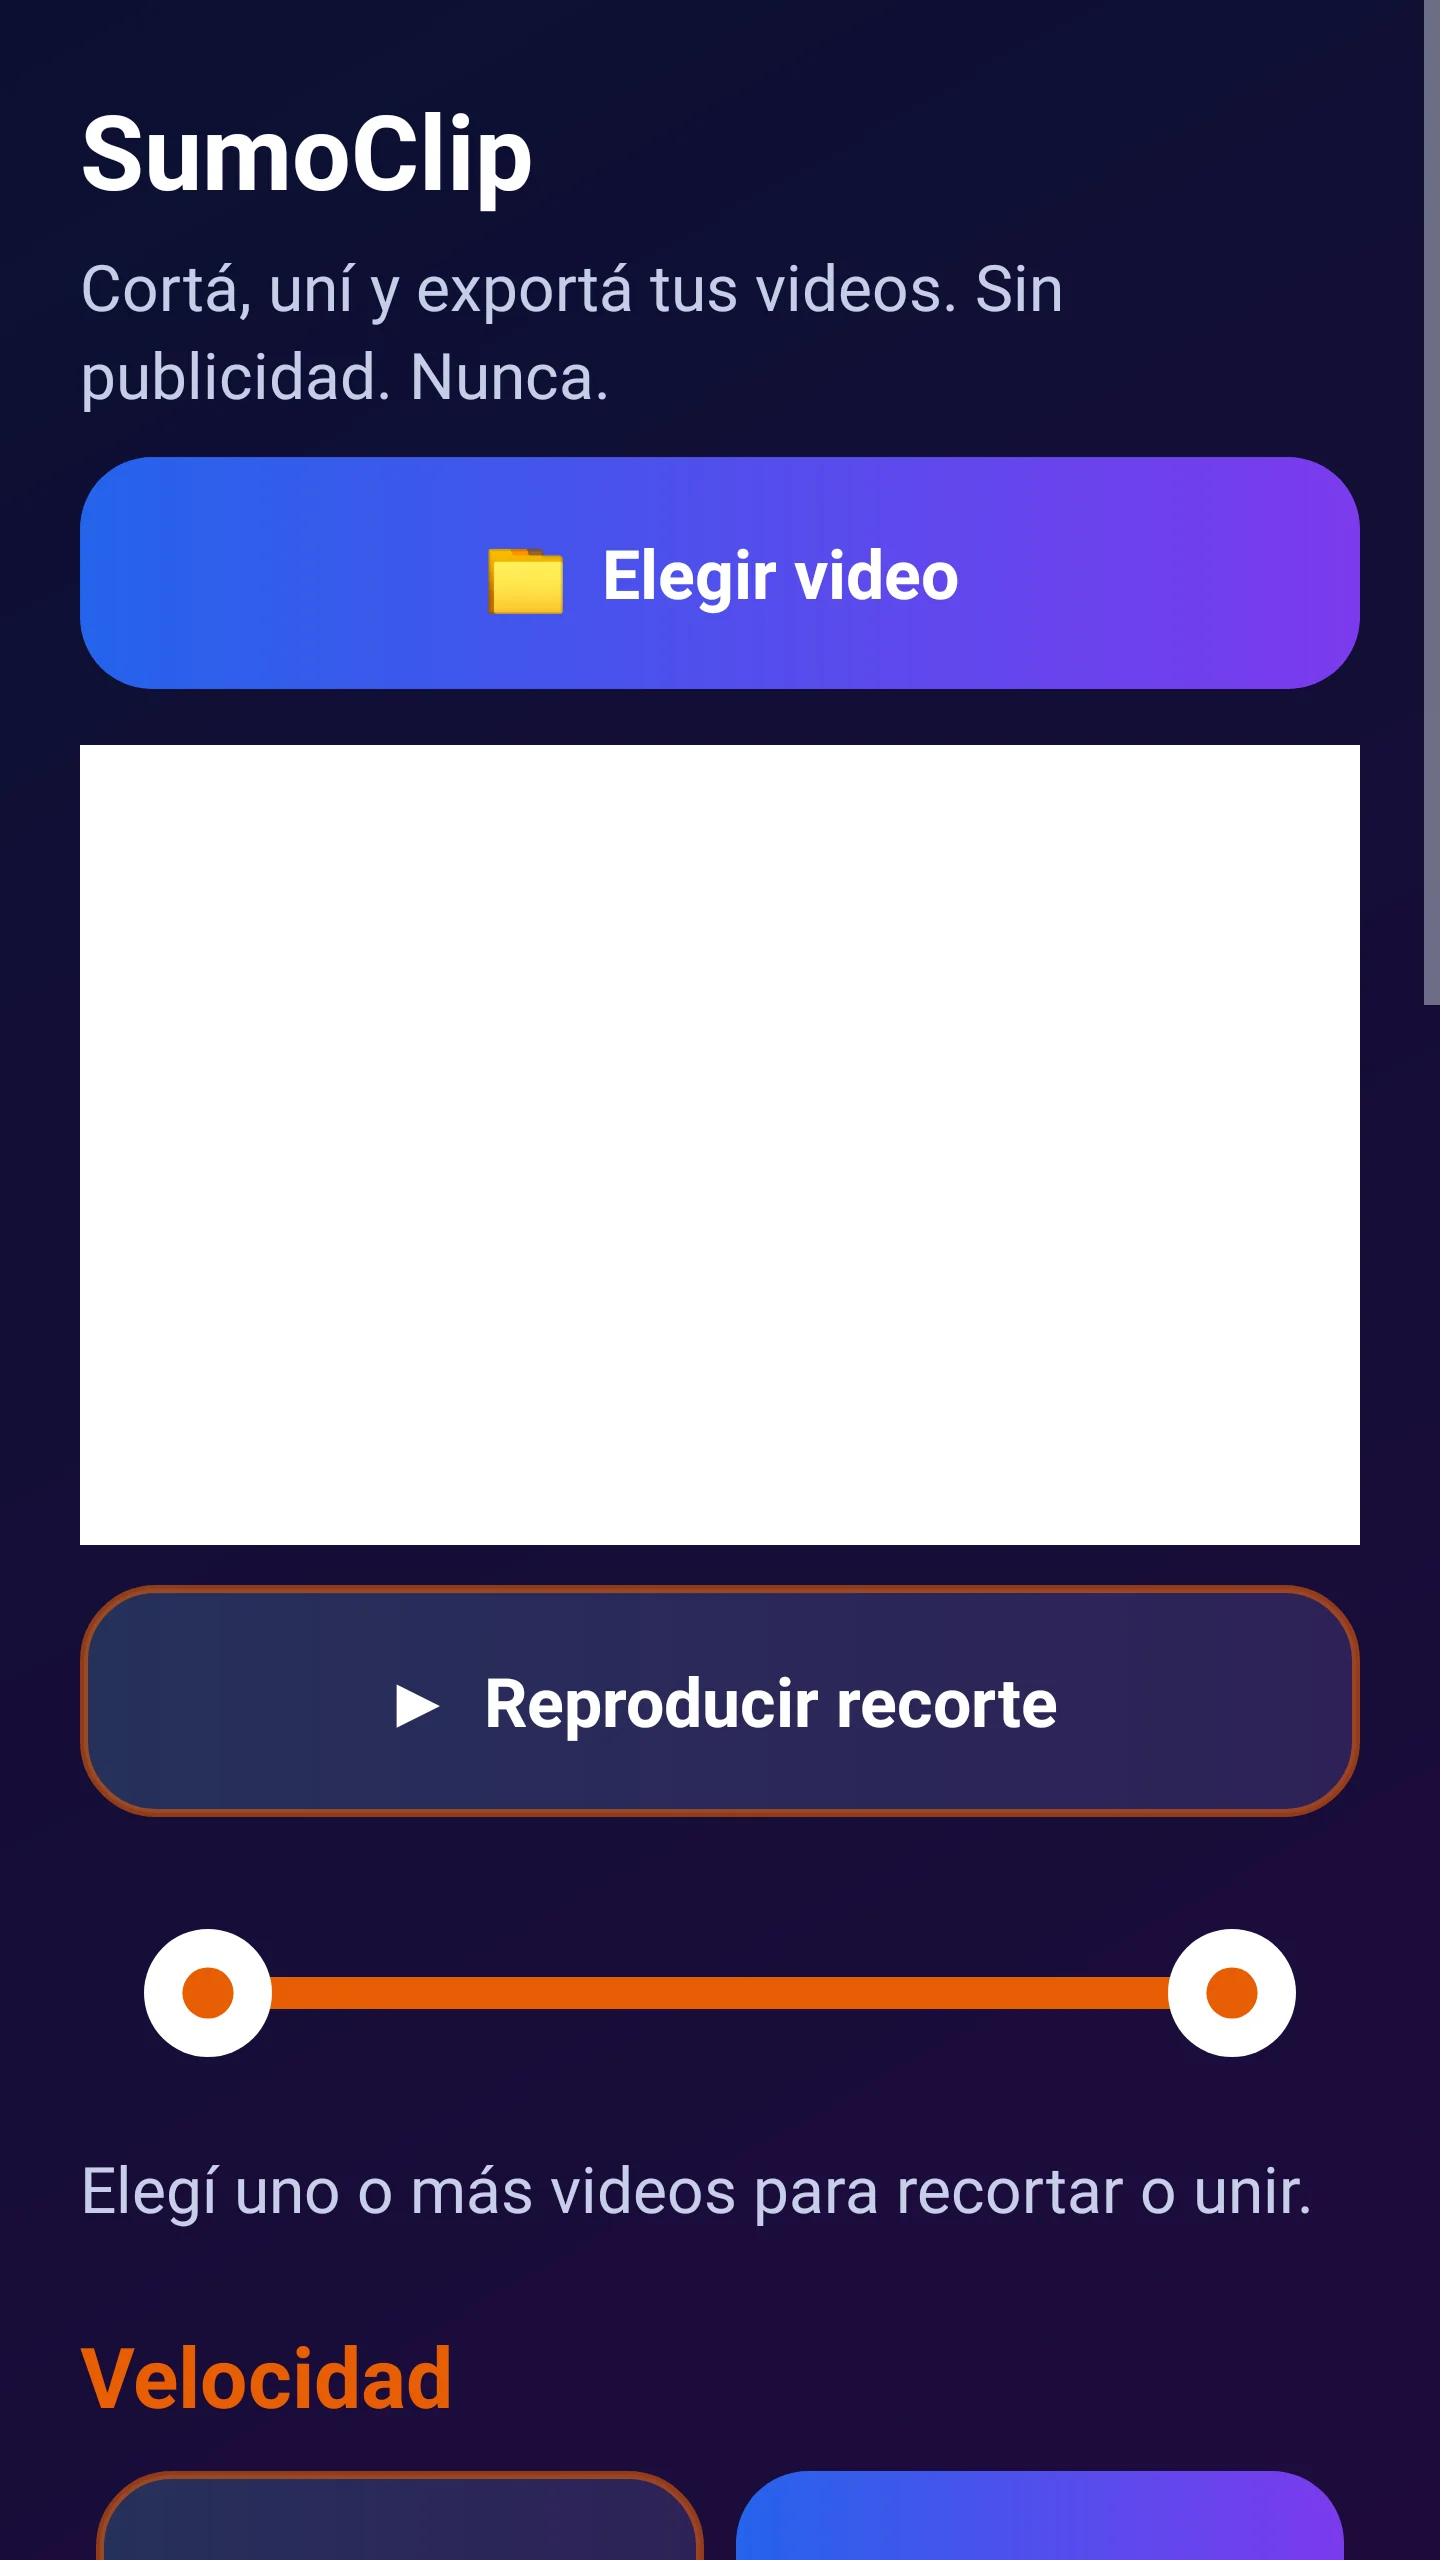 SumoClip
Cortá, uní y exportá tus videos. Sin
publicidad. Nunca.
Elegir video
Reproducir recorte
Elegí uno o más videos para recortar o unir.
Velocidad